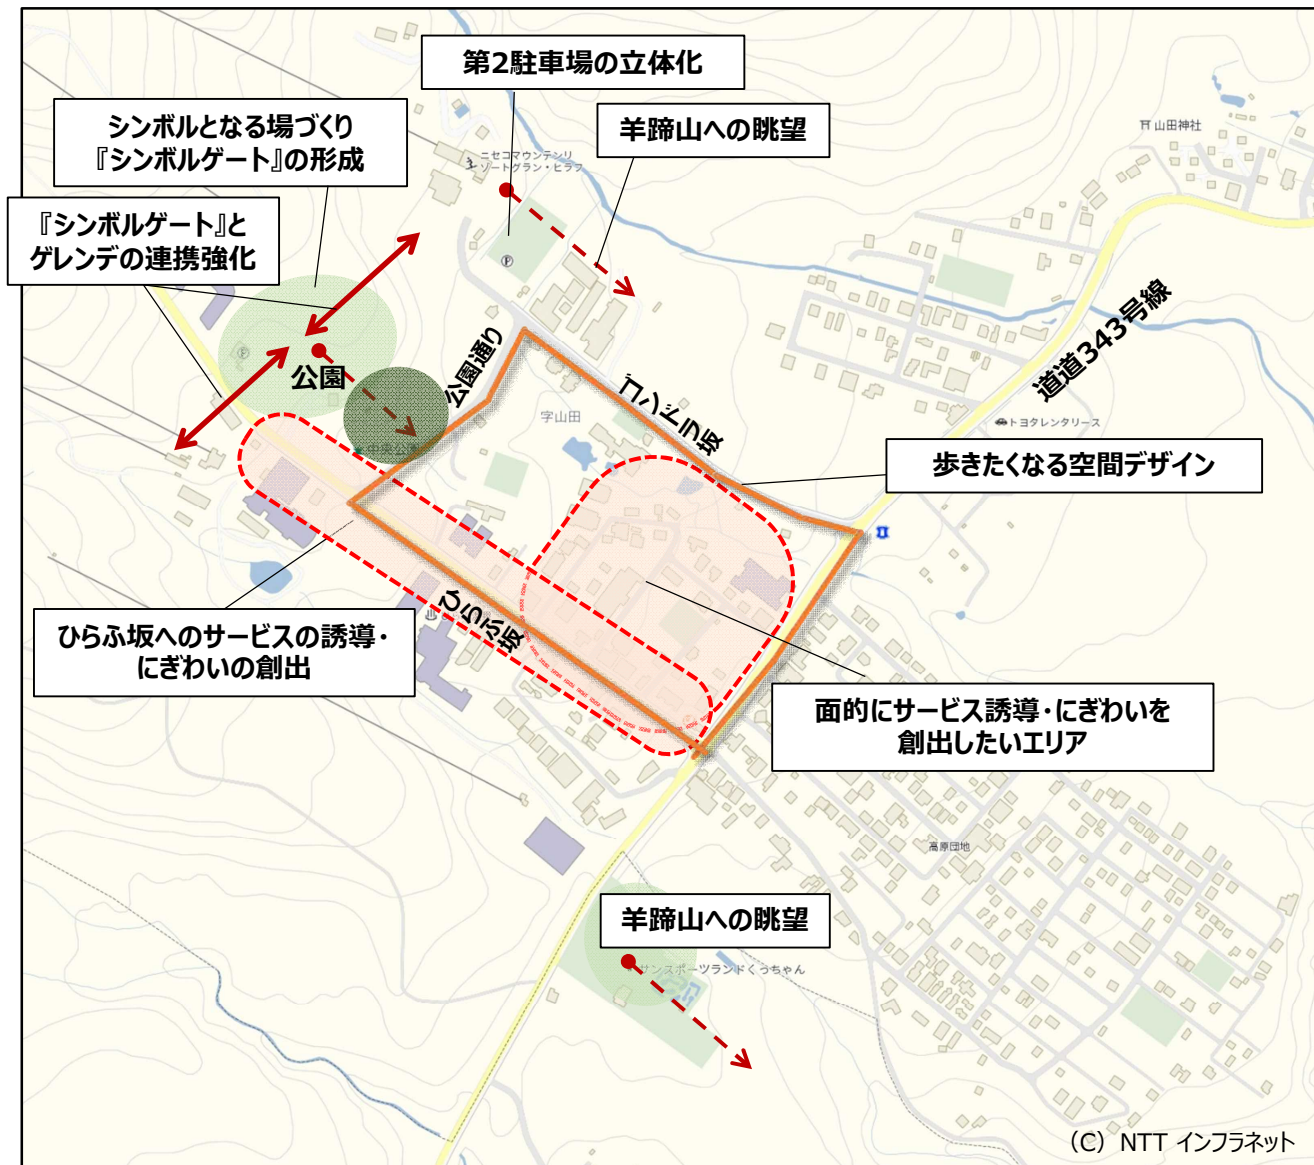 第2駐車場の立体化
シンボルとなる場づくり
『シンボルゲート』の形成
羊蹄山への眺望
山田神社
ニセコマウンテンリ
ゾートグラン・ヒラフ
『シンボルゲート』と
ゲレンデの連携強化
P
道道343号線
公園通り
P
公園
ゴンドラ坂
字山田
トヨタレンタリース
中央公園
歩きたくなる空間デザイン
ひらふ坂
ひらふ坂へのサービスの誘導・
にぎわいの創出
面的にサービス誘導・にぎわいを
創出したいエリア
高原団地
羊蹄山への眺望
サンスポーツランドくっちゃん
(C) NTT インフラネット